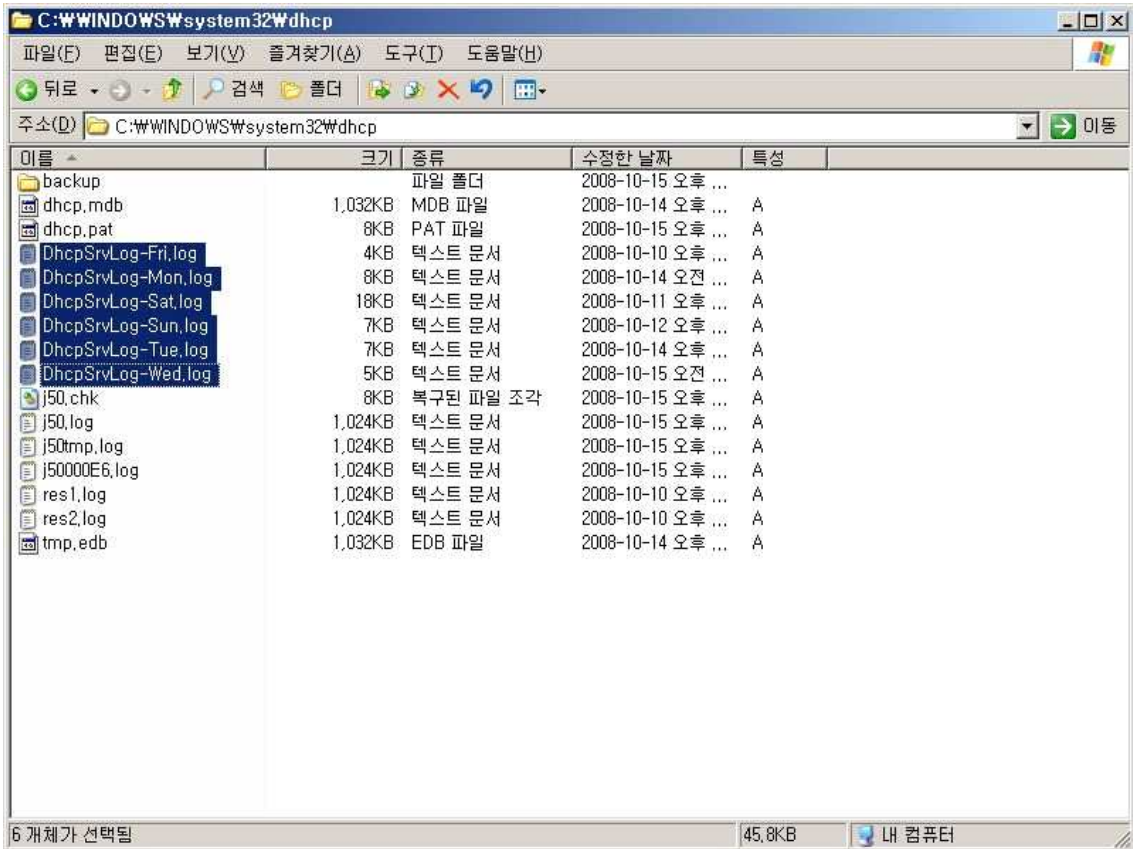 C:₩WINDOWS₩system32₩dhcp
파일(F) 편집(E) 보기(V) 즐겨찾기(A) 도구(T) 도움말(H)
뒤로 검색 폴더
주소(D) C:₩WINDOWS₩system32₩dhcp 이동
이름 크기 종류 수정한 날짜 특성
backup 파일 폴더 2008-10-15 오후 ...
dhcp.mdb 1,032KB MDB 파일 2008-10-14 오후 ... A
dhcp.pat 8KB PAT 파일 2008-10-15 오후 ... A
DhcpSrvLog-Fri.log 4KB 텍스트 문서 2008-10-10 오후 ... A
DhcpSrvLog-Mon.log 8KB 텍스트 문서 2008-10-14 오전 ... A
DhcpSrvLog-Sat.log 18KB 텍스트 문서 2008-10-11 오후 ... A
DhcpSrvLog-Sun.log 7KB 텍스트 문서 2008-10-12 오후 ... A
DhcpSrvLog-Tue.log 7KB 텍스트 문서 2008-10-14 오후 ... A
DhcpSrvLog-Wed.log 5KB 텍스트 문서 2008-10-15 오전 ... A
j50.chk 8KB 복구된 파일 조각 2008-10-15 오후 ... A
j50.log 1,024KB 텍스트 문서 2008-10-15 오후 ... A
j50tmp.log 1,024KB 텍스트 문서 2008-10-15 오후 ... A
j50000E6.log 1,024KB 텍스트 문서 2008-10-15 오후 ... A
res1.log 1,024KB 텍스트 문서 2008-10-10 오후 ... A
res2.log 1,024KB 텍스트 문서 2008-10-10 오후 ... A
tmp.edb 1,032KB EDB 파일 2008-10-14 오후 ... A
6 개체가 선택됨 45.8KB 내 컴퓨터